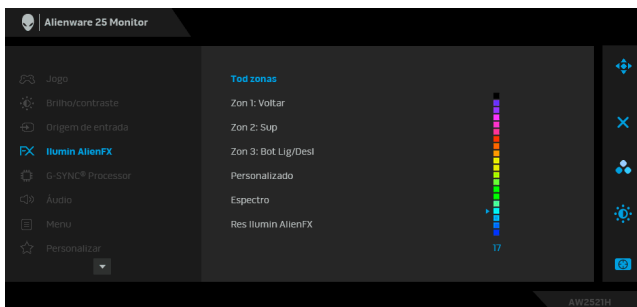 Alienware 25 Monitor
Jogo
Brilho/contraste
Origem de entrada
FX Ilumin AlienFX
G-SYNC® Processor
Áudio
Menu
Personalizar
Tod zonas
Zon 1: Voltar
Zon 2: Sup
Zon 3: Bot Lig/Desl
Personalizado
Espectro
Res Ilumin AlienFX
17
AW2521H